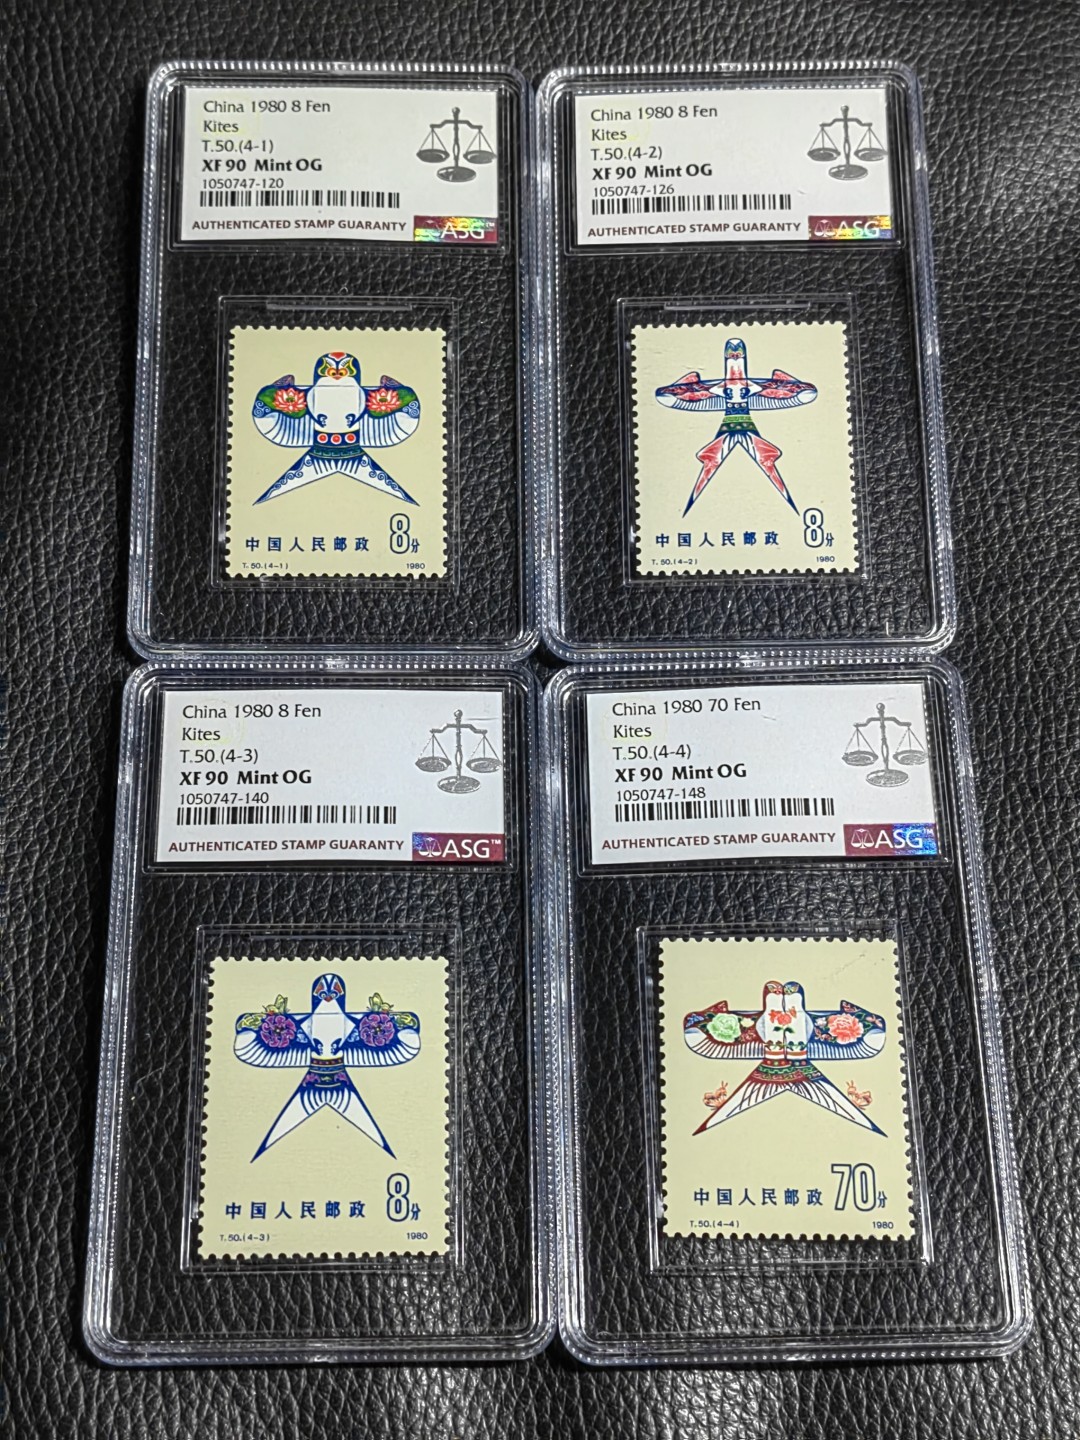 China 1980 8 Fen
Kites
T.50.(4-1)
XF 90 Mint OG
1050747-120
AUTHENTICATED STAMP GUARANTY
ASG™
中国人民邮政 8分
T.50.(4-1) 1980
China 1980 8 Fen
Kites
T.50.(4-2)
XF 90 Mint OG
1050747-126
AUTHENTICATED STAMP GUARANTY
ASG
中国人民邮政 8分
T.50.(4-2) 1980
China 1980 8 Fen
Kites
T.50.(4-3)
XF 90 Mint OG
1050747-140
AUTHENTICATED STAMP GUARANTY
ASG™
中国人民邮政 8分
T.50.(4-3) 1980
China 1980 70 Fen
Kites
T.50.(4-4)
XF 90 Mint OG
1050747-148
AUTHENTICATED STAMP GUARANTY
ASG™
中国人民邮政 70分
T.50.(4-4) 1980